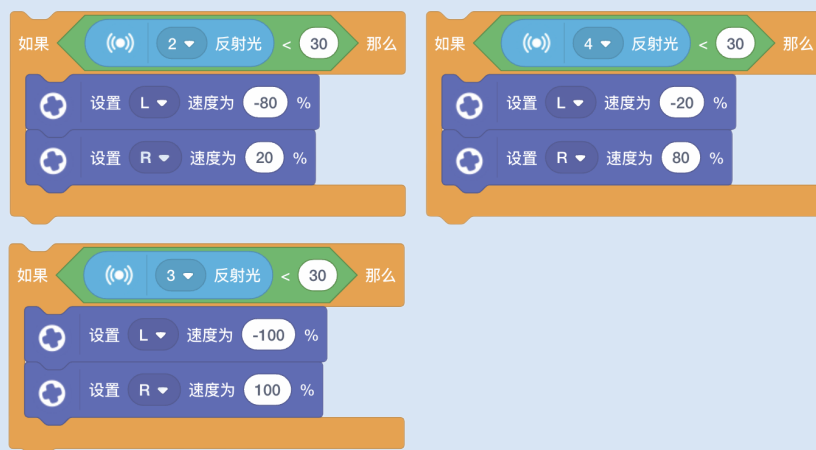 如果 2 反射光 < 30 那么
设置 L 速度为 -80 %
设置 R 速度为 20 %
如果 4 反射光 < 30 那么
设置 L 速度为 -20 %
设置 R 速度为 80 %
如果 3 反射光 < 30 那么
设置 L 速度为 -100 %
设置 R 速度为 100 %